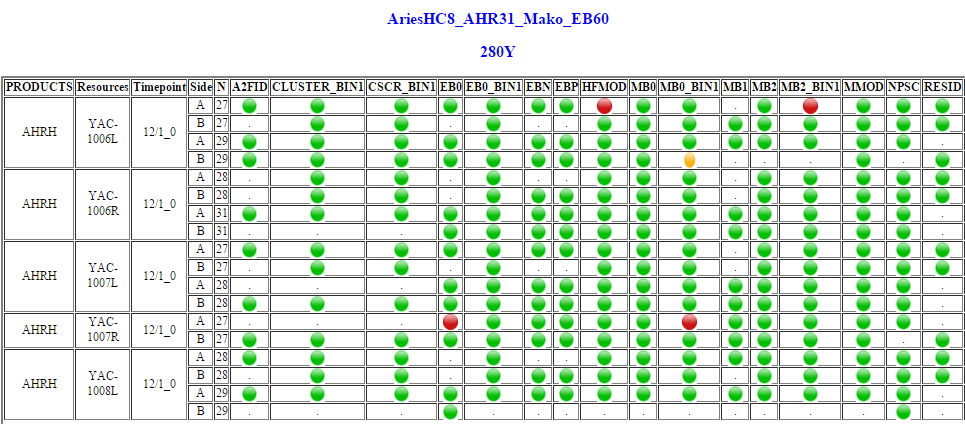 AriesHC8_AHR31_Mako_EB60
280Y
PRODUCTS Resources Timepoint Side N A2FID CLUSTER_BIN1 CSCR_BIN1 EB0 EB0_BIN1 EBN EBP HFMOD MB0 MB0_BIN1 MB1 MB2 MB2_BIN1 MMOD NPSC RESID
AHRH YAC-1006L 12/1_0 A 27 .
B 27 . . . .
A 29 .
B 29 . . . .
AHRH YAC-1006R 12/1_0 A 28 . . . . .
B 28 . . .
A 31 .
B 31 . . . .
AHRH YAC-1007L 12/1_0 A 27 .
B 27 . . . . .
A 28 . . . .
B 28
AHRH YAC-1007R 12/1_0 A 27 . . . .
B 27 .
AHRH YAC-1008L 12/1_0 A 28 . . .
B 28 . .
A 29
B 29 . . . . . . . . . . . . . .